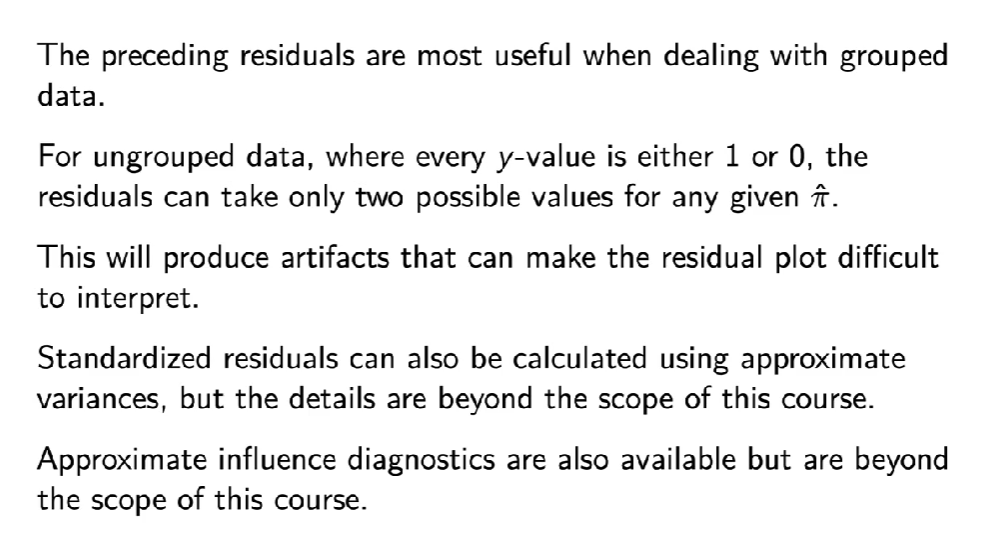 The preceding residuals are most useful when dealing with grouped
data.
For ungrouped data, where every y-value is either 1 or 0, the
residuals can take only two possible values for any given π̂.
This will produce artifacts that can make the residual plot difficult
to interpret.
Standardized residuals can also be calculated using approximate
variances, but the details are beyond the scope of this course.
Approximate influence diagnostics are also available but are beyond
the scope of this course.